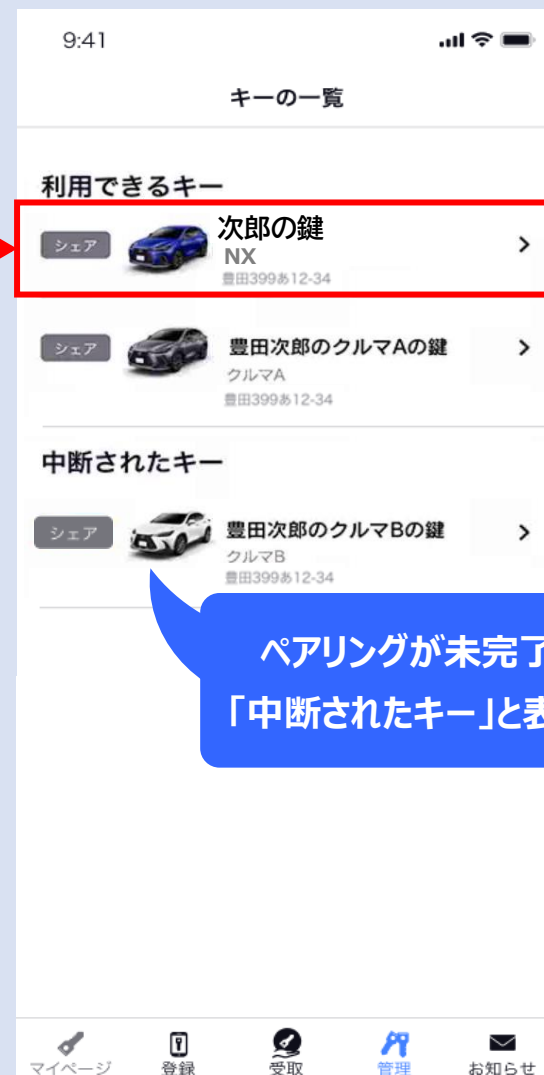 9:41
キーの一覧
利用できるキー
シェア
次郎の鍵
NX
豊田399あ12-34
シェア
豊田次郎のクルマAの鍵
クルマA
豊田399あ12-34
中断されたキー
シェア
豊田次郎のクルマBの鍵
クルマB
豊田399あ12-34
ペアリングが未完了
「中断されたキー」と表
マイページ
登録
受取
管理
お知らせ